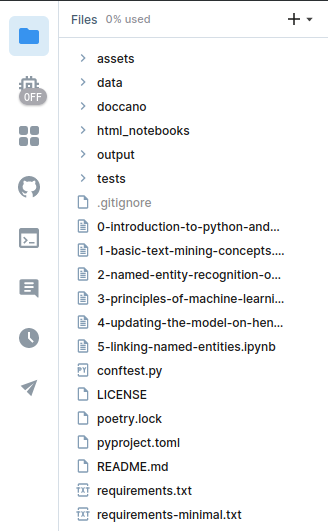 Files 0% used
assets
OFF
data
doccano
html_notebooks
output
tests
.gitignore
0-introduction-to-python-and...
1-basic-text-mining-concepts....
2-named-entity-recognition-o...
3-principles-of-machine-learni...
4-updating-the-model-on-hen...
5-linking-named-entities.ipynb
PY conftest.py
LICENSE
poetry.lock
pyproject.toml
README.md
TXT requirements.txt
TXT requirements-minimal.txt